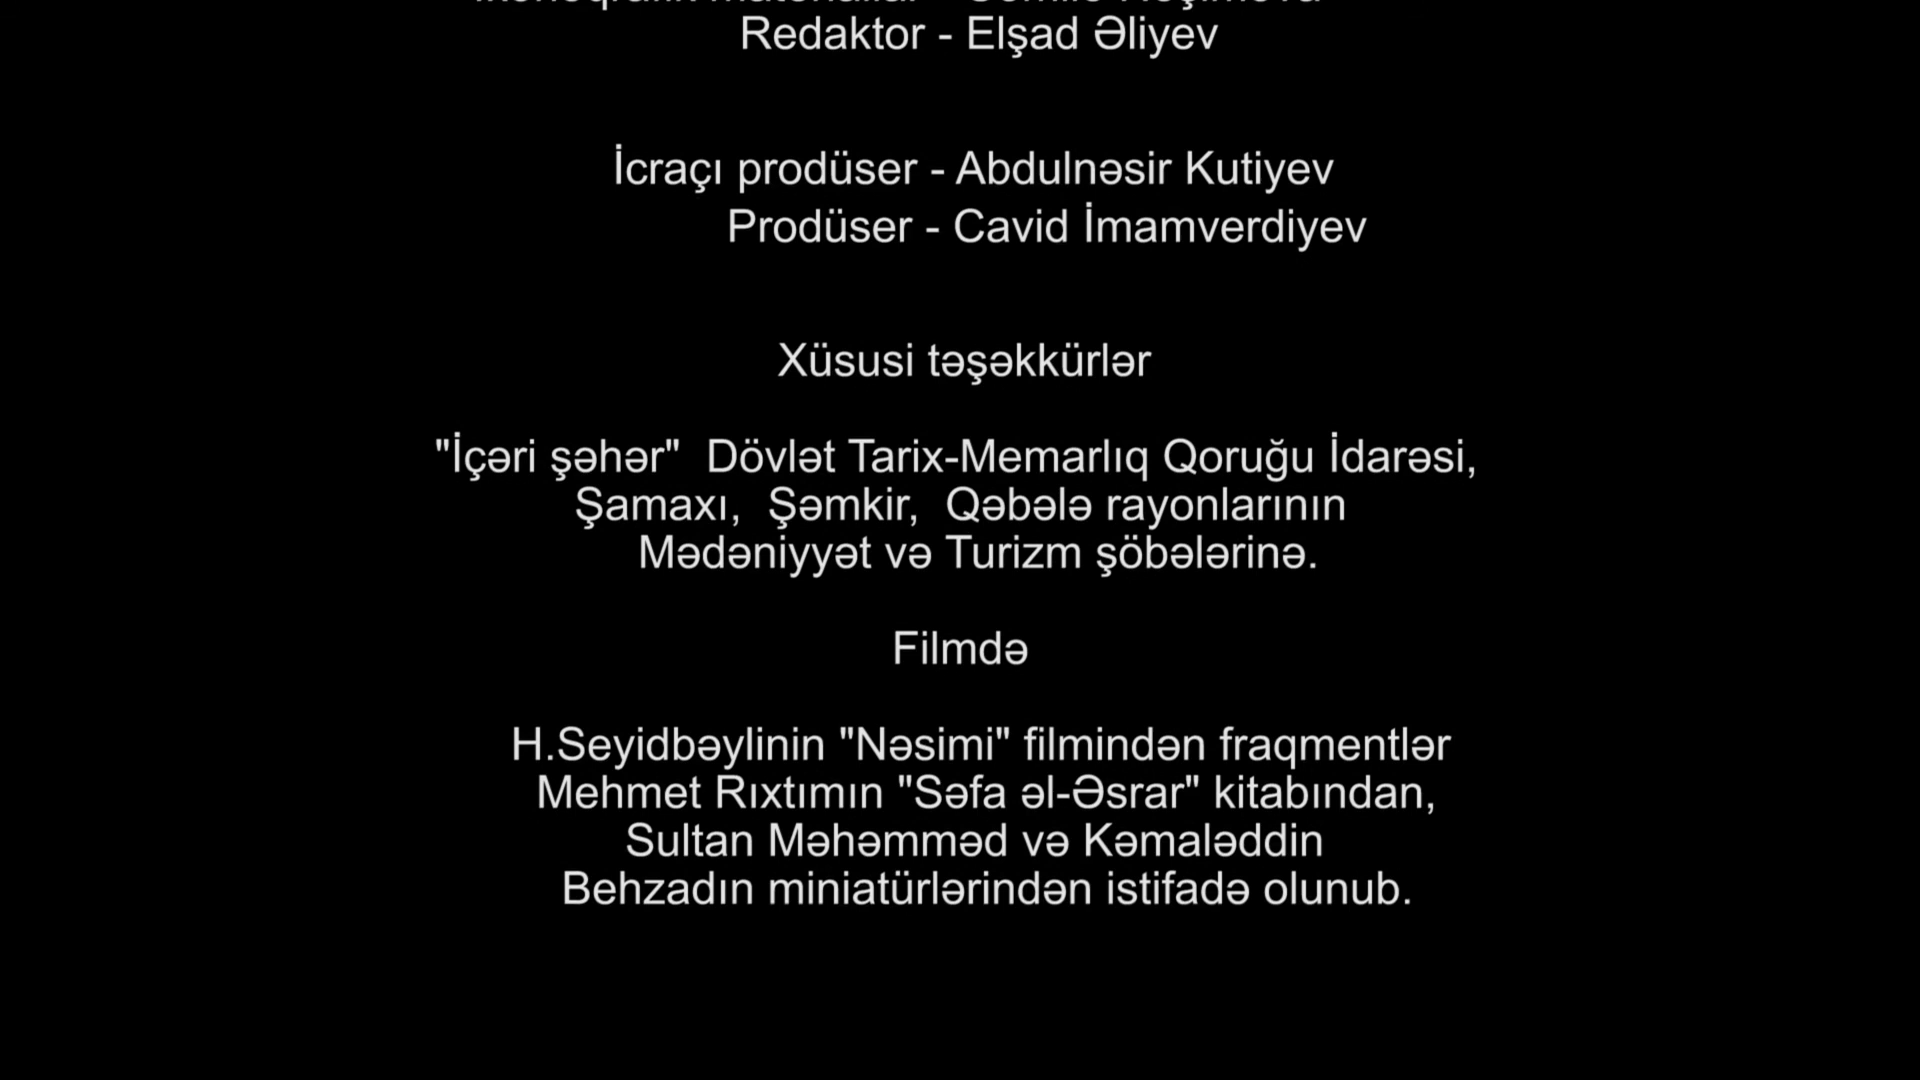 Redaktor - Elşad Əliyev
İcraçı prodüser - Abdulnəsir Kutiyev
Prodüser - Cavid İmamverdiyev
Xüsusi təşəkkürlər
"İçəri şəhər" Dövlət Tarix-Memarlıq Qoruğu İdarəsi,
Şamaxı, Şəmkir, Qəbələ rayonlarının
Mədəniyyət və Turizm şöbələrinə.
Filmdə
H.Seyidbəylinin "Nəsimi" filmindən fraqmentlər
Mehmet Rıxtımın "Səfa əl-Əsrar" kitabından,
Sultan Məhəmməd və Kəmaləddin
Behzadın miniatürlərindən istifadə olunub.